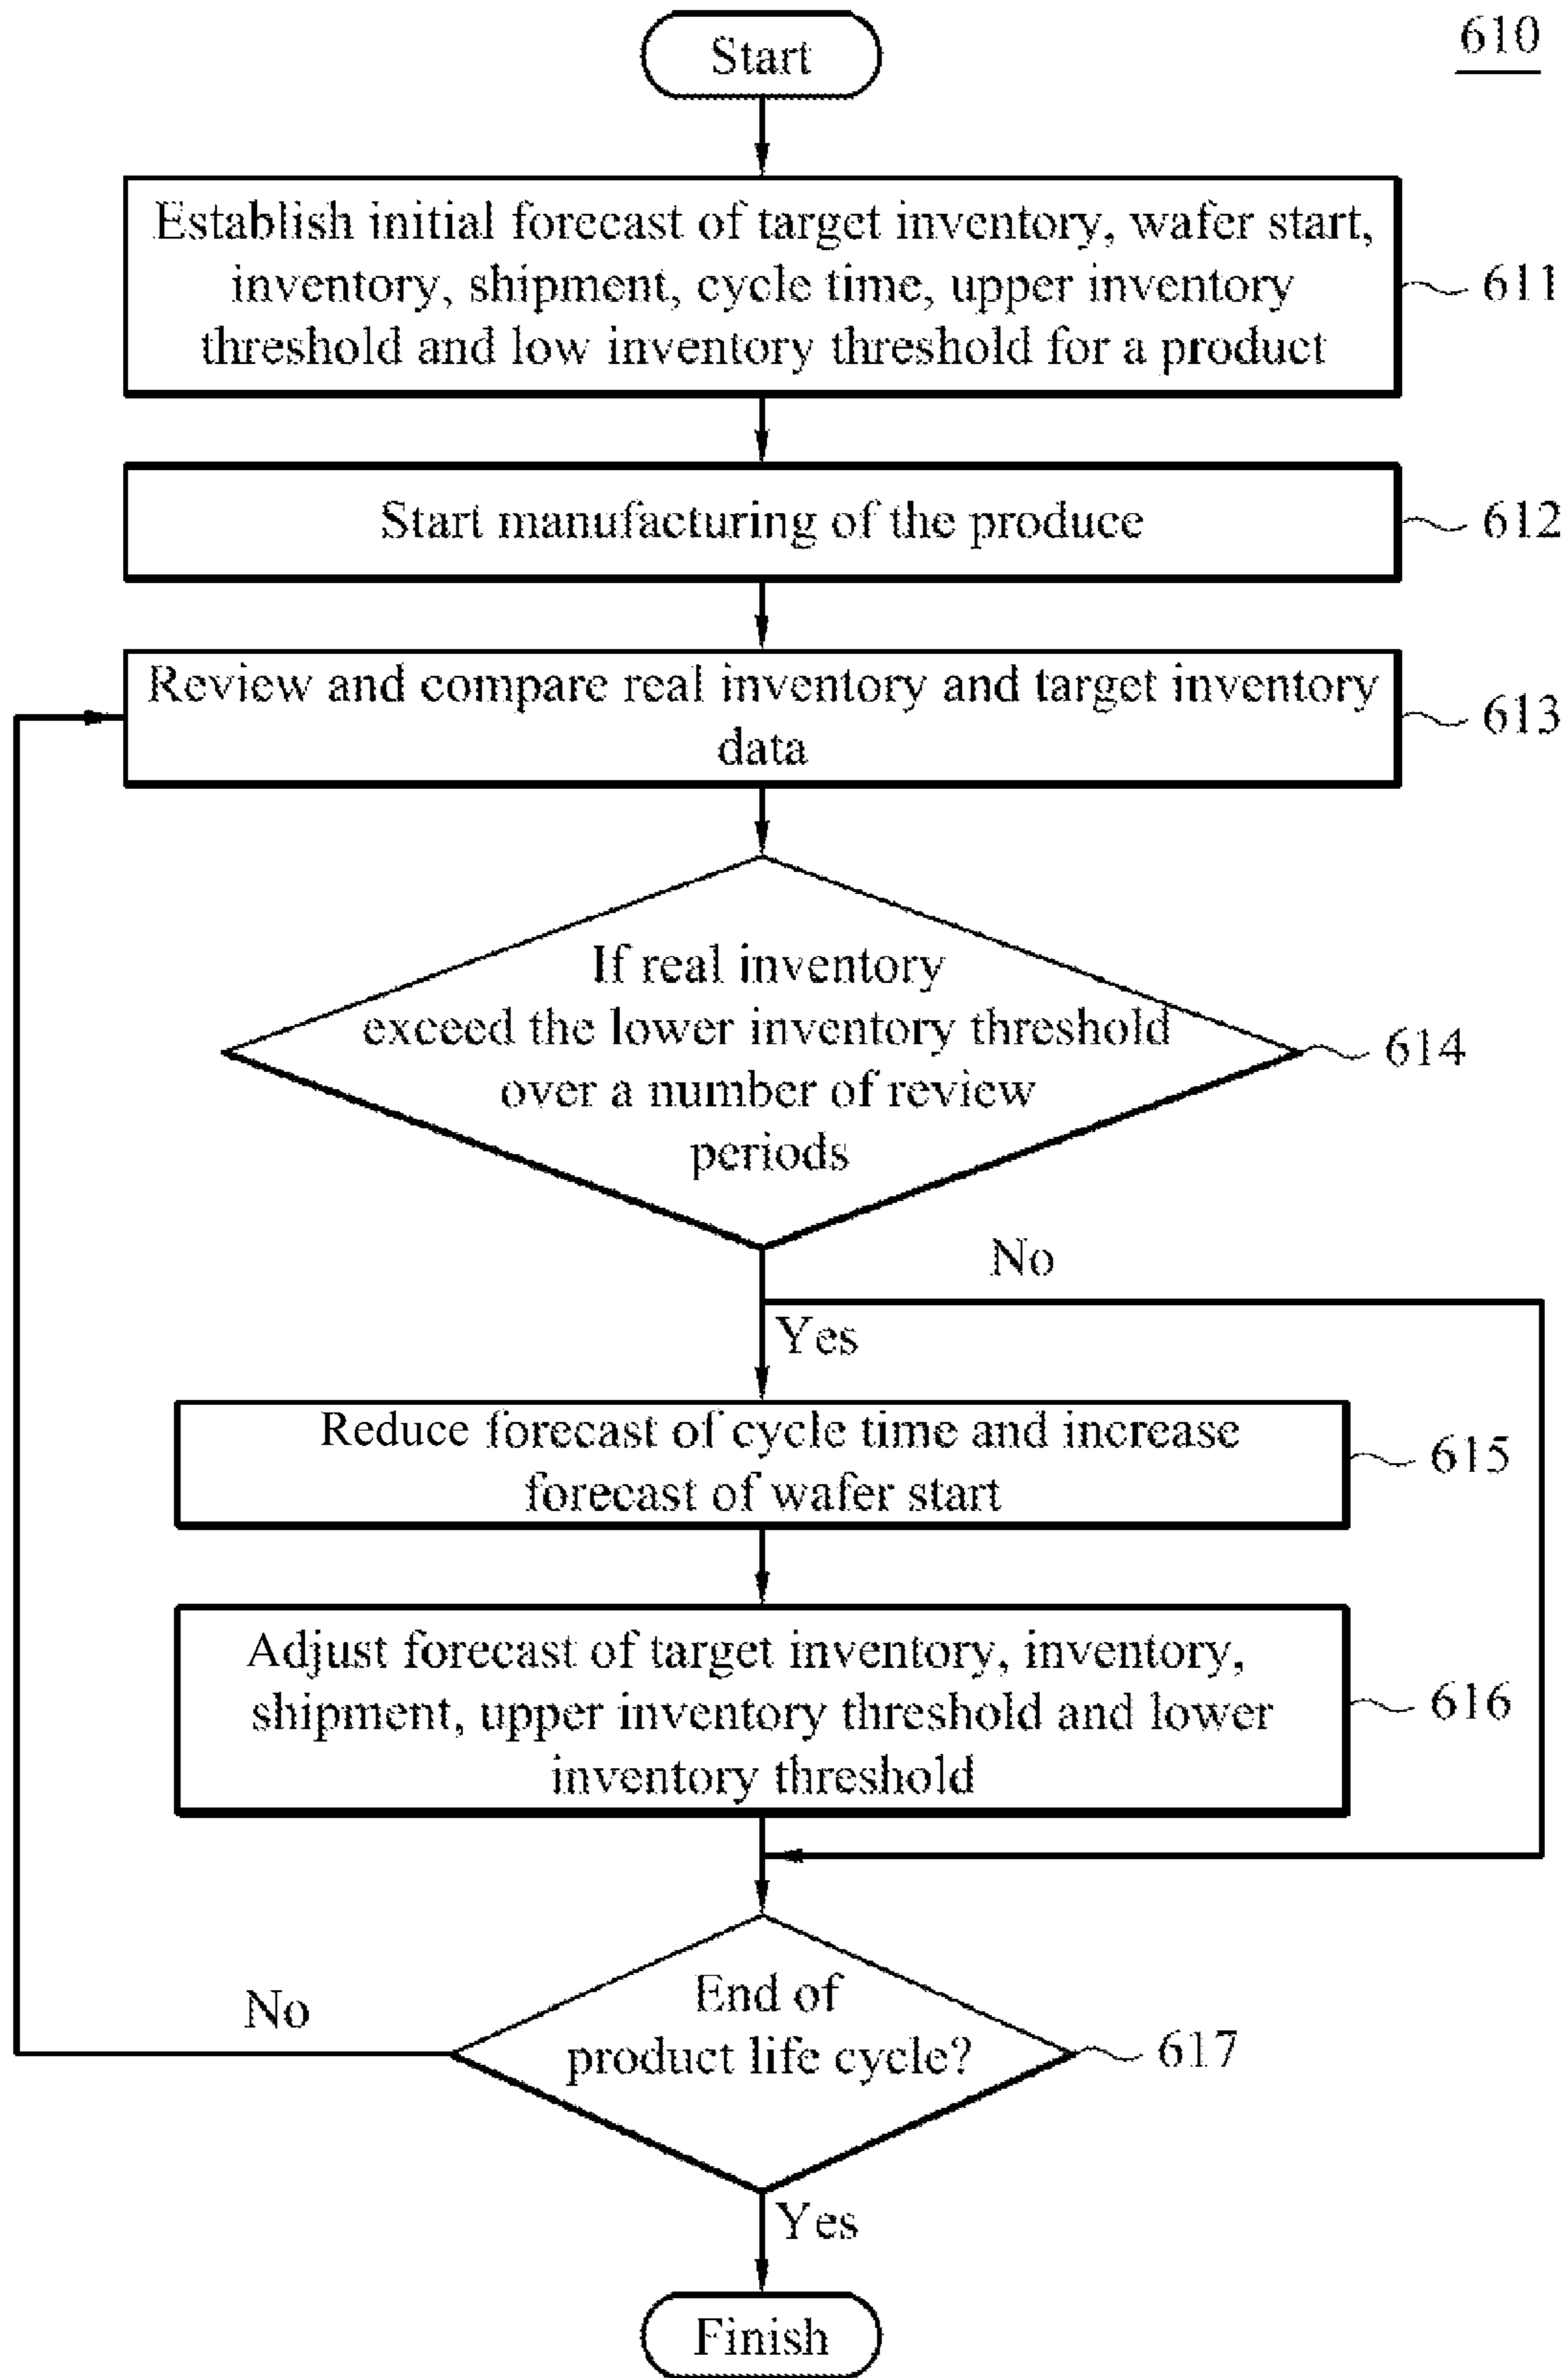 610
Start
Establish initial forecast of target inventory, wafer start,
inventory, shipment, cycle time, upper inventory
threshold and low inventory threshold for a product
611
Start manufacturing of the produce
612
Review and compare real inventory and target inventory
data
613
If real inventory
exceed the lower inventory threshold
over a number of review
periods
614
No
Yes
Reduce forecast of cycle time and increase
forecast of wafer start
615
Adjust forecast of target inventory, inventory,
shipment, upper inventory threshold and lower
inventory threshold
616
End of
product life cycle?
617
No
Yes
Finish